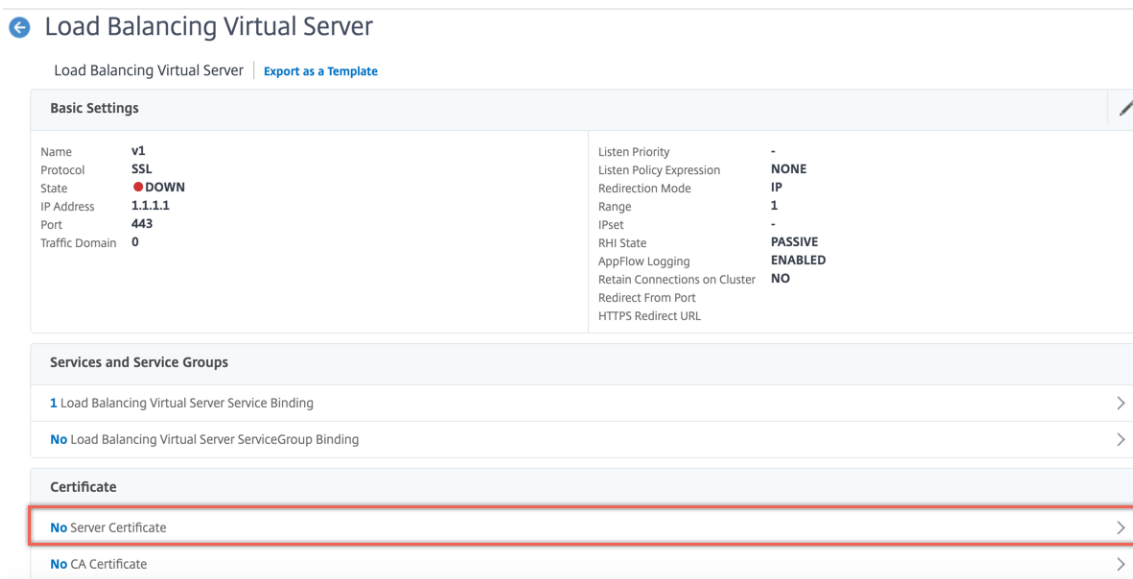 Load Balancing Virtual Server
Load Balancing Virtual Server Export as a Template
Basic Settings
Name v1
Protocol SSL
State DOWN
IP Address 1.1.1.1
Port 443
Traffic Domain 0
Listen Priority -
Listen Policy Expression NONE
Redirection Mode IP
Range 1
IPset -
RHI State PASSIVE
AppFlow Logging ENABLED
Retain Connections on Cluster NO
Redirect From Port
HTTPS Redirect URL
Services and Service Groups
1 Load Balancing Virtual Server Service Binding
No Load Balancing Virtual Server ServiceGroup Binding
Certificate
No Server Certificate
No CA Certificate